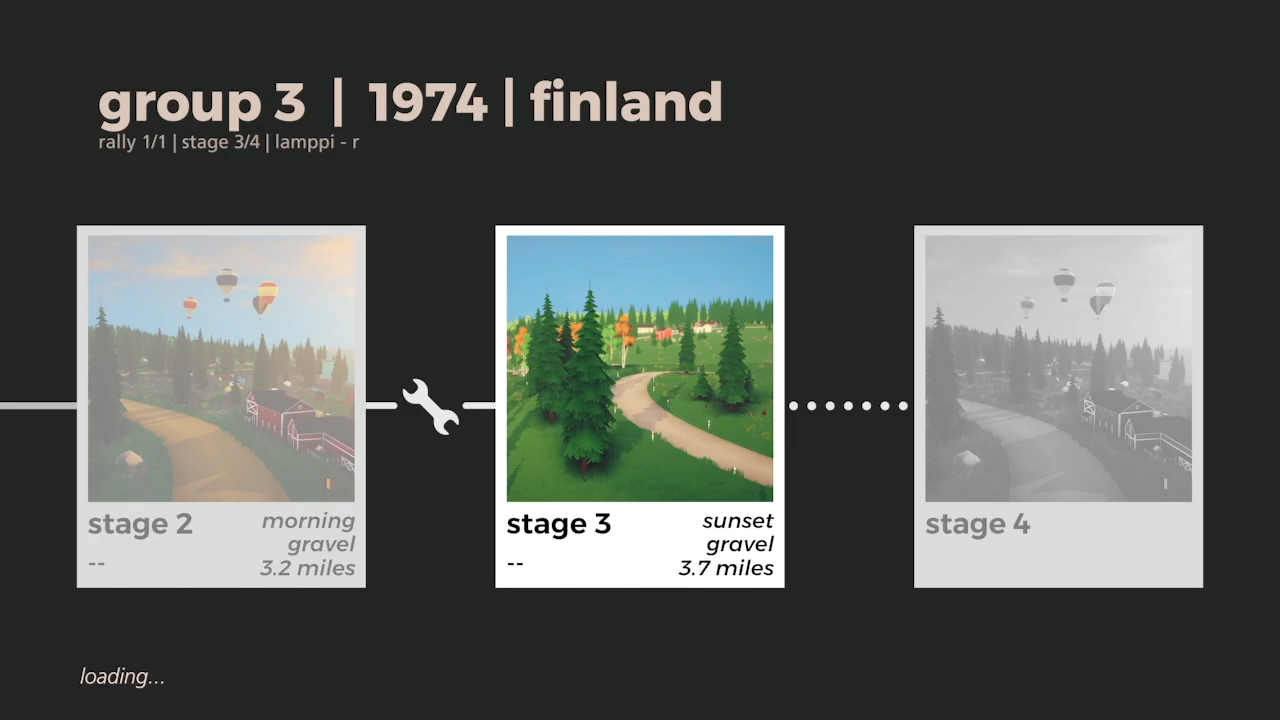 group 3 | 1974 | finland
rally 1/1 | stage 3/4 | lamppi - r
stage 2
morning
gravel
--
3.2 miles
stage 3
sunset
gravel
--
3.7 miles
stage 4
loading...